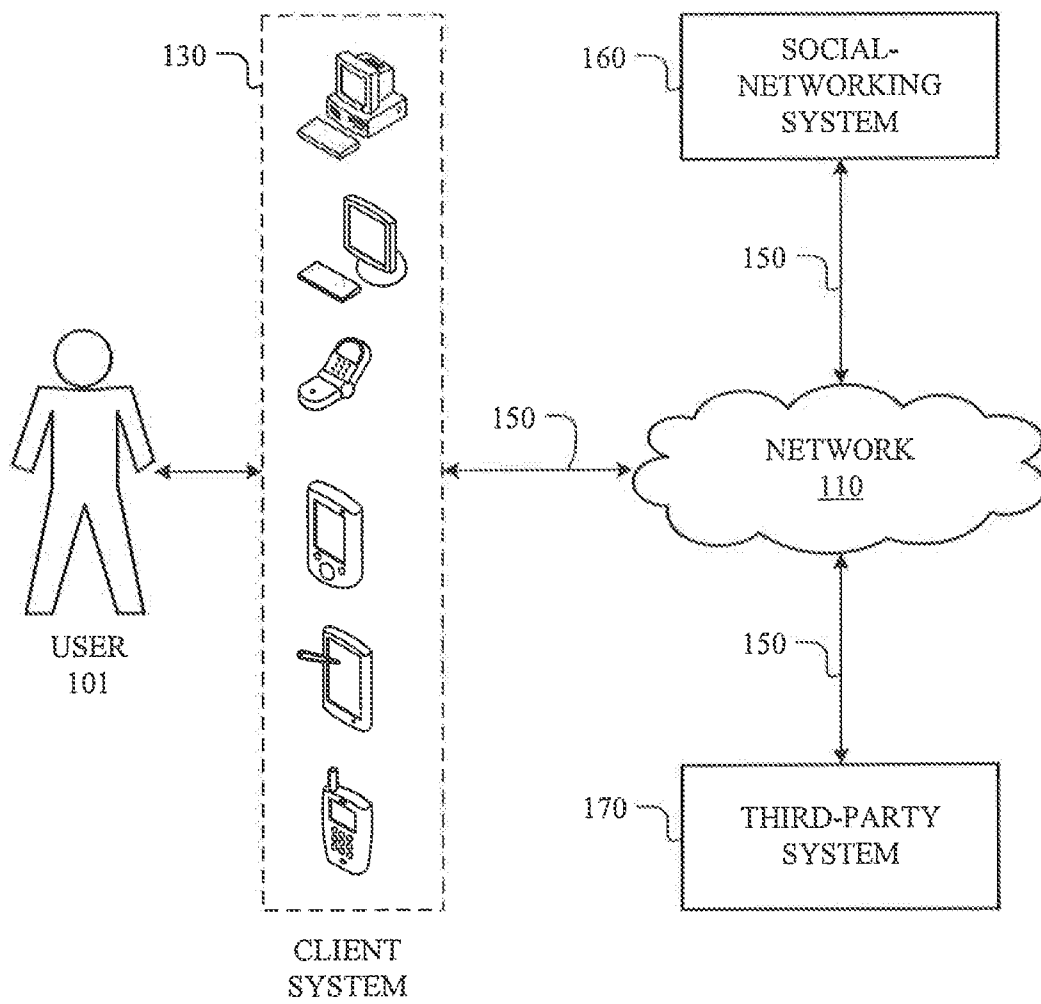 130
160
SOCIAL-
NETWORKING
SYSTEM
150
150
NETWORK
110
USER
101
150
170
THIRD-PARTY
SYSTEM
CLIENT
SYSTEM